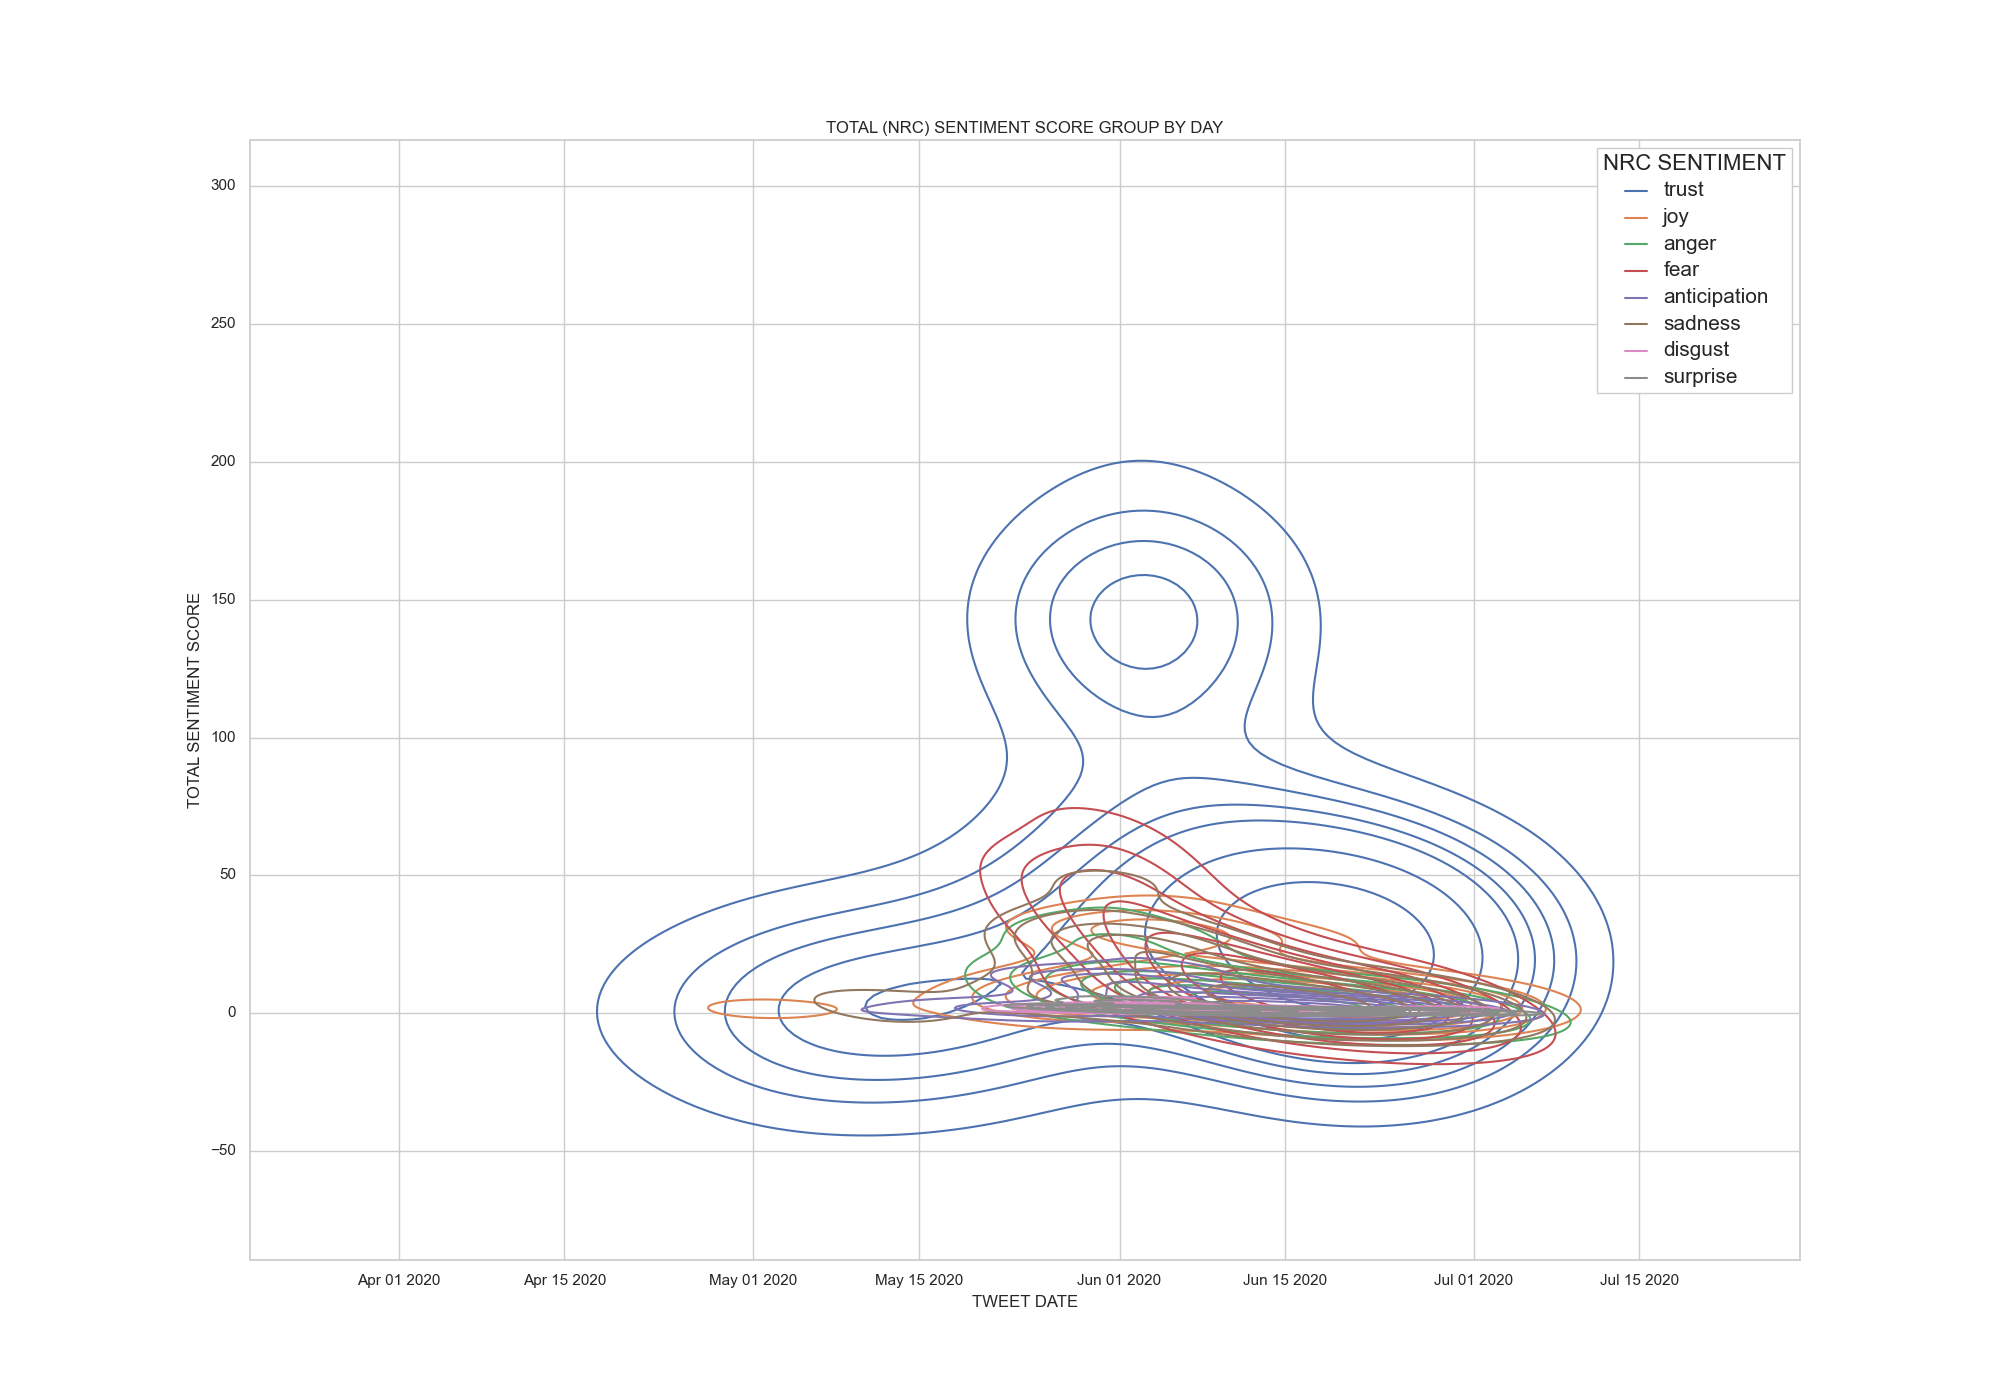 TOTAL (NRC) SENTIMENT SCORE GROUP BY DAY
NRC SENTIMENT
trust
joy
anger
fear
anticipation
sadness
disgust
surprise
TOTAL SENTIMENT SCORE
300
250
200
150
100
50
0
−50
Apr 01 2020 Apr 15 2020 May 01 2020 May 15 2020 Jun 01 2020 Jun 15 2020 Jul 01 2020 Jul 15 2020
TWEET DATE